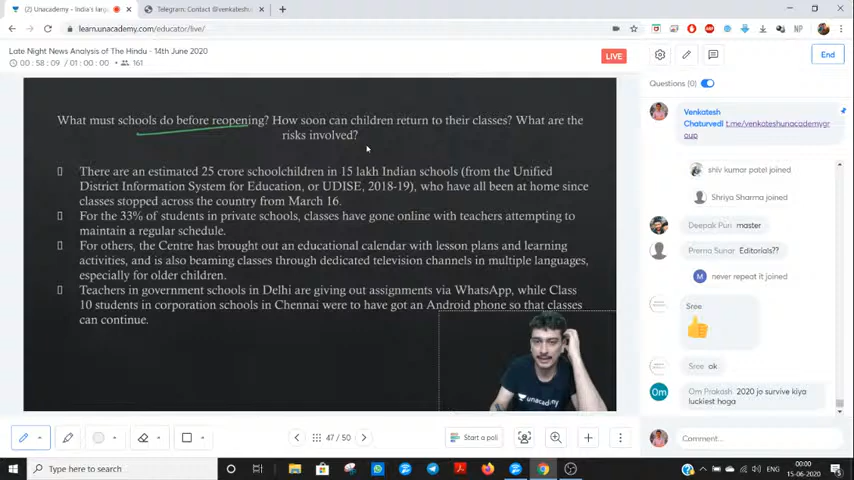 (2) Unacademy - India's larg
Telegram: Contact @venkateshu
learn.unacademy.com/educator/live/
NP
Late Night News Analysis of The Hindu - 14th June 2020
00 : 58 : 09 / 01 : 00 : 00 • 161
LIVE
End
What must schools do before reopening? How soon can children return to their classes? What are the
risks involved?
There are an estimated 25 crore schoolchildren in 15 lakh Indian schools (from the Unified
District Information System for Education, or UDISE, 2018-19), who have all been at home since
classes stopped across the country from March 16.
For the 33% of students in private schools, classes have gone online with teachers attempting to
maintain a regular schedule.
For others, the Centre has brought out an educational calendar with lesson plans and learning
activities, and is also beaming classes through dedicated television channels in multiple languages,
especially for older children.
Teachers in government schools in Delhi are giving out assignments via WhatsApp, while Class
10 students in corporation schools in Chennai were to have got an Android phone so that classes
can continue.
unacademy
Questions (0)
Venkatesh
Chaturvedi t.me/venkateshunacademygr
oup
shiv kumar patel joined
Shriya Sharma joined
Deepak Puri master
Prerna Sunar Editorials??
M never repeat it joined
Sree
Sree ok
Om Om Prakash 2020 jo survive kiya
luckiest hoga
47 / 50
Start a poll
Comment...
Type here to search
ENG
00:00
15-06-2020